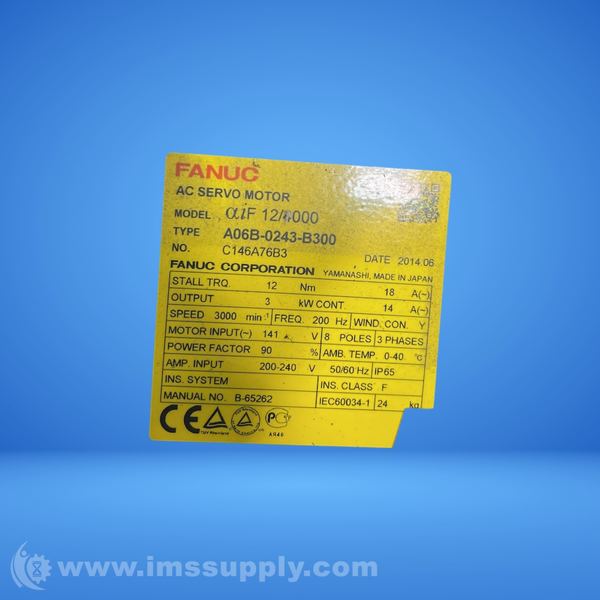 FANUC
AC SERVO MOTOR
MODEL αiF 12/4000
TYPE A06B-0243-B300
NO. C146A76B3
DATE 2014.06
FANUC CORPORATION YAMANASHI, MADE IN JAPAN
STALL TRQ. 12 Nm 18 A(~)
OUTPUT 3 kW CONT. 14 A(~)
SPEED 3000 min⁻¹ FREQ. 200 Hz WIND. CON. Y
MOTOR INPUT(~) 141 V 8 POLES 3 PHASES
POWER FACTOR 90 % AMB. TEMP. 0-40 ℃
AMP. INPUT 200-240 V 50/60 Hz IP65
INS. SYSTEM INS. CLASS F
MANUAL NO. B-65262 IEC60034-1 24 kg
CE TÜV Rheinland PC
АЯ46
www.imssupply.com